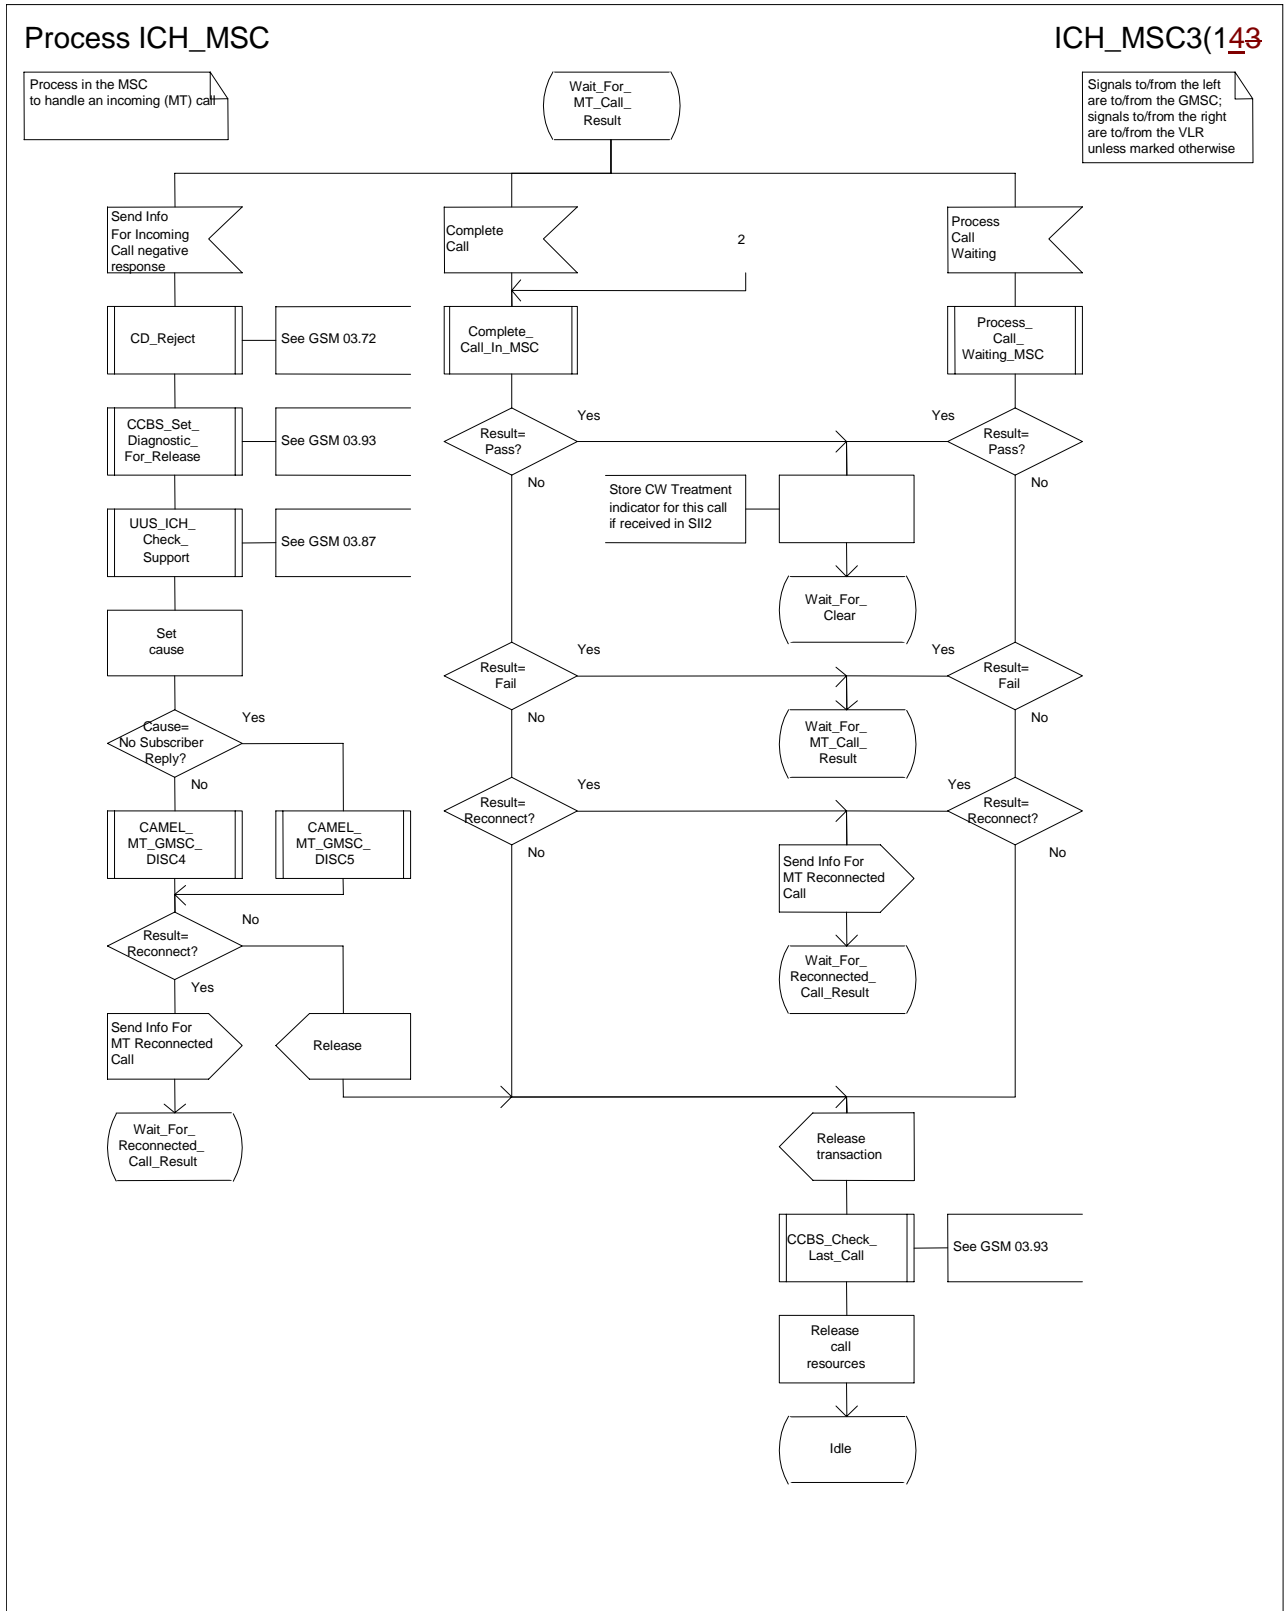 Process ICH_MSC
ICH_MSC3(143
Process in the MSC
to handle an incoming (MT) call
Wait_For_
MT_Call_
Result
Signals to/from the left
are to/from the GMSC;
signals to/from the right
are to/from the VLR
unless marked otherwise
Send Info
For Incoming
Call negative
response
Complete
Call
2
Process
Call
Waiting
CD_Reject
See GSM 03.72
Complete_
Call_In_MSC
Process_
Call_
Waiting_MSC
CCBS_Set_
Diagnostic_
For_Release
See GSM 03.93
Result=
Pass?
Yes
No
Yes
Result=
Pass?
No
Store CW Treatment
indicator for this call
if received in SII2
UUS_ICH_
Check_
Support
See GSM 03.87
Wait_For_
Clear
Set
cause
Result=
Fail
Yes
No
Yes
Result=
Fail
No
Cause=
No Subscriber
Reply?
Yes
No
Wait_For_
MT_Call_
Result
CAMEL_
MT_GMSC_
DISC4
CAMEL_
MT_GMSC_
DISC5
Result=
Reconnect?
Yes
No
Yes
Result=
Reconnect?
No
Send Info For
MT Reconnected
Call
Result=
Reconnect?
No
Yes
Wait_For_
Reconnected_
Call_Result
Send Info For
MT Reconnected
Call
Release
Wait_For_
Reconnected_
Call_Result
Release
transaction
CCBS_Check_
Last_Call
See GSM 03.93
Release
call
resources
Idle